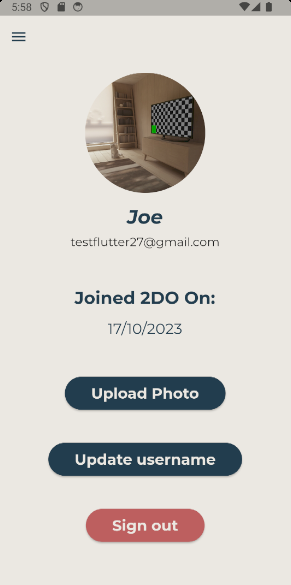 5:58
Joe
testflutter27@gmail.com
Joined 2DO On:
17/10/2023
Upload Photo
Update username
Sign out